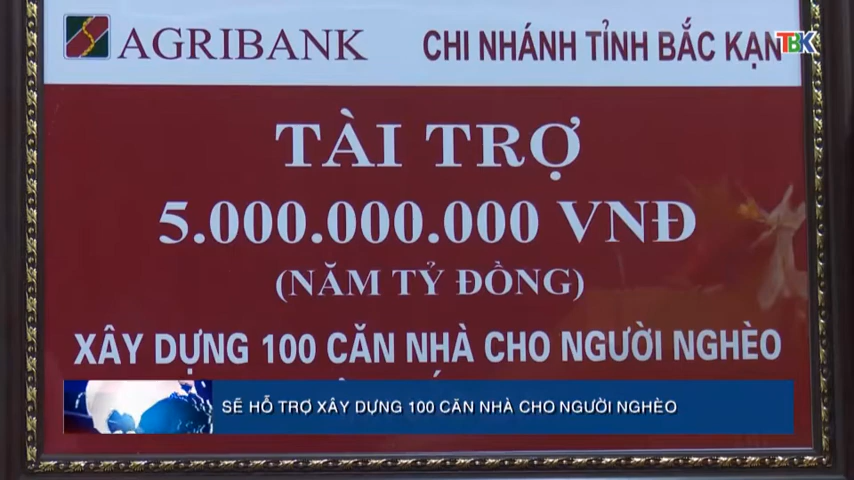 AGRIBANK CHI NHÁNH TỈNH BẮC KẠN
TBK
TÀI TRỢ
5.000.000.000 VNĐ
(NĂM TỶ ĐỒNG)
XÂY DỰNG 100 CĂN NHÀ CHO NGƯỜI NGHÈO
SẼ HỖ TRỢ XÂY DỰNG 100 CĂN NHÀ CHO NGƯỜI NGHÈO